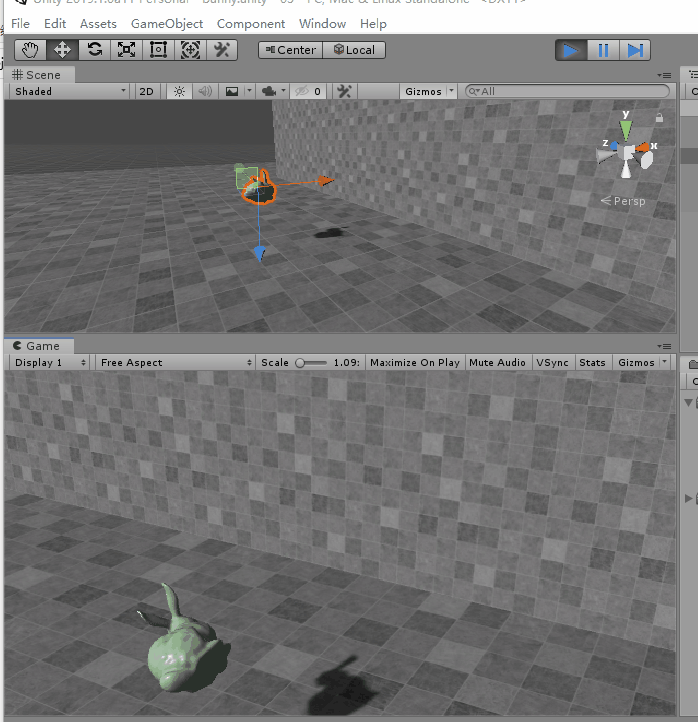 File Edit Assets GameObject Component Window Help
Center Local
Scene
Shaded 2D 0 Gizmos All
y
z x
Persp
Game
Display 1 Free Aspect Scale 1.09: Maximize On Play Mute Audio VSync Stats Gizmos